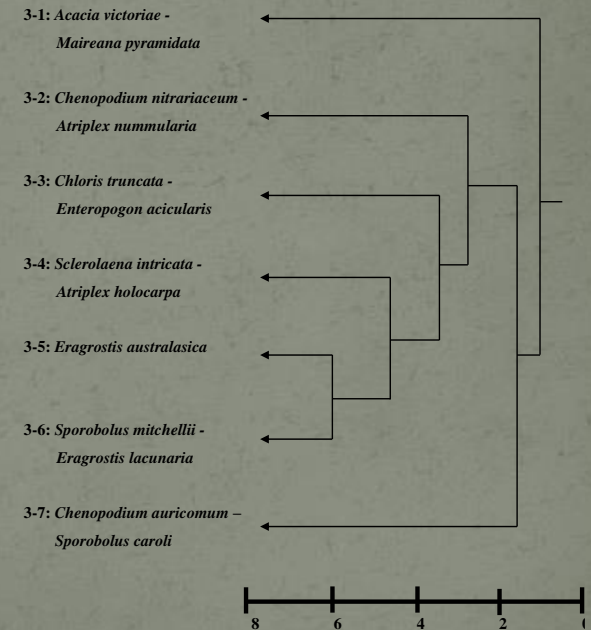 3-1: Acacia victoriae -
Maireana pyramidata
3-2: Chenopodium nitrariaceum -
Atriplex nummularia
3-3: Chloris truncata -
Enteropogon acicularis
3-4: Sclerolaena intricata -
Atriplex holocarpa
3-5: Eragrostis australasica
3-6: Sporobolus mitchellii -
Eragrostis lacunaria
3-7: Chenopodium auricomum –
Sporobolus caroli
8 6 4 2